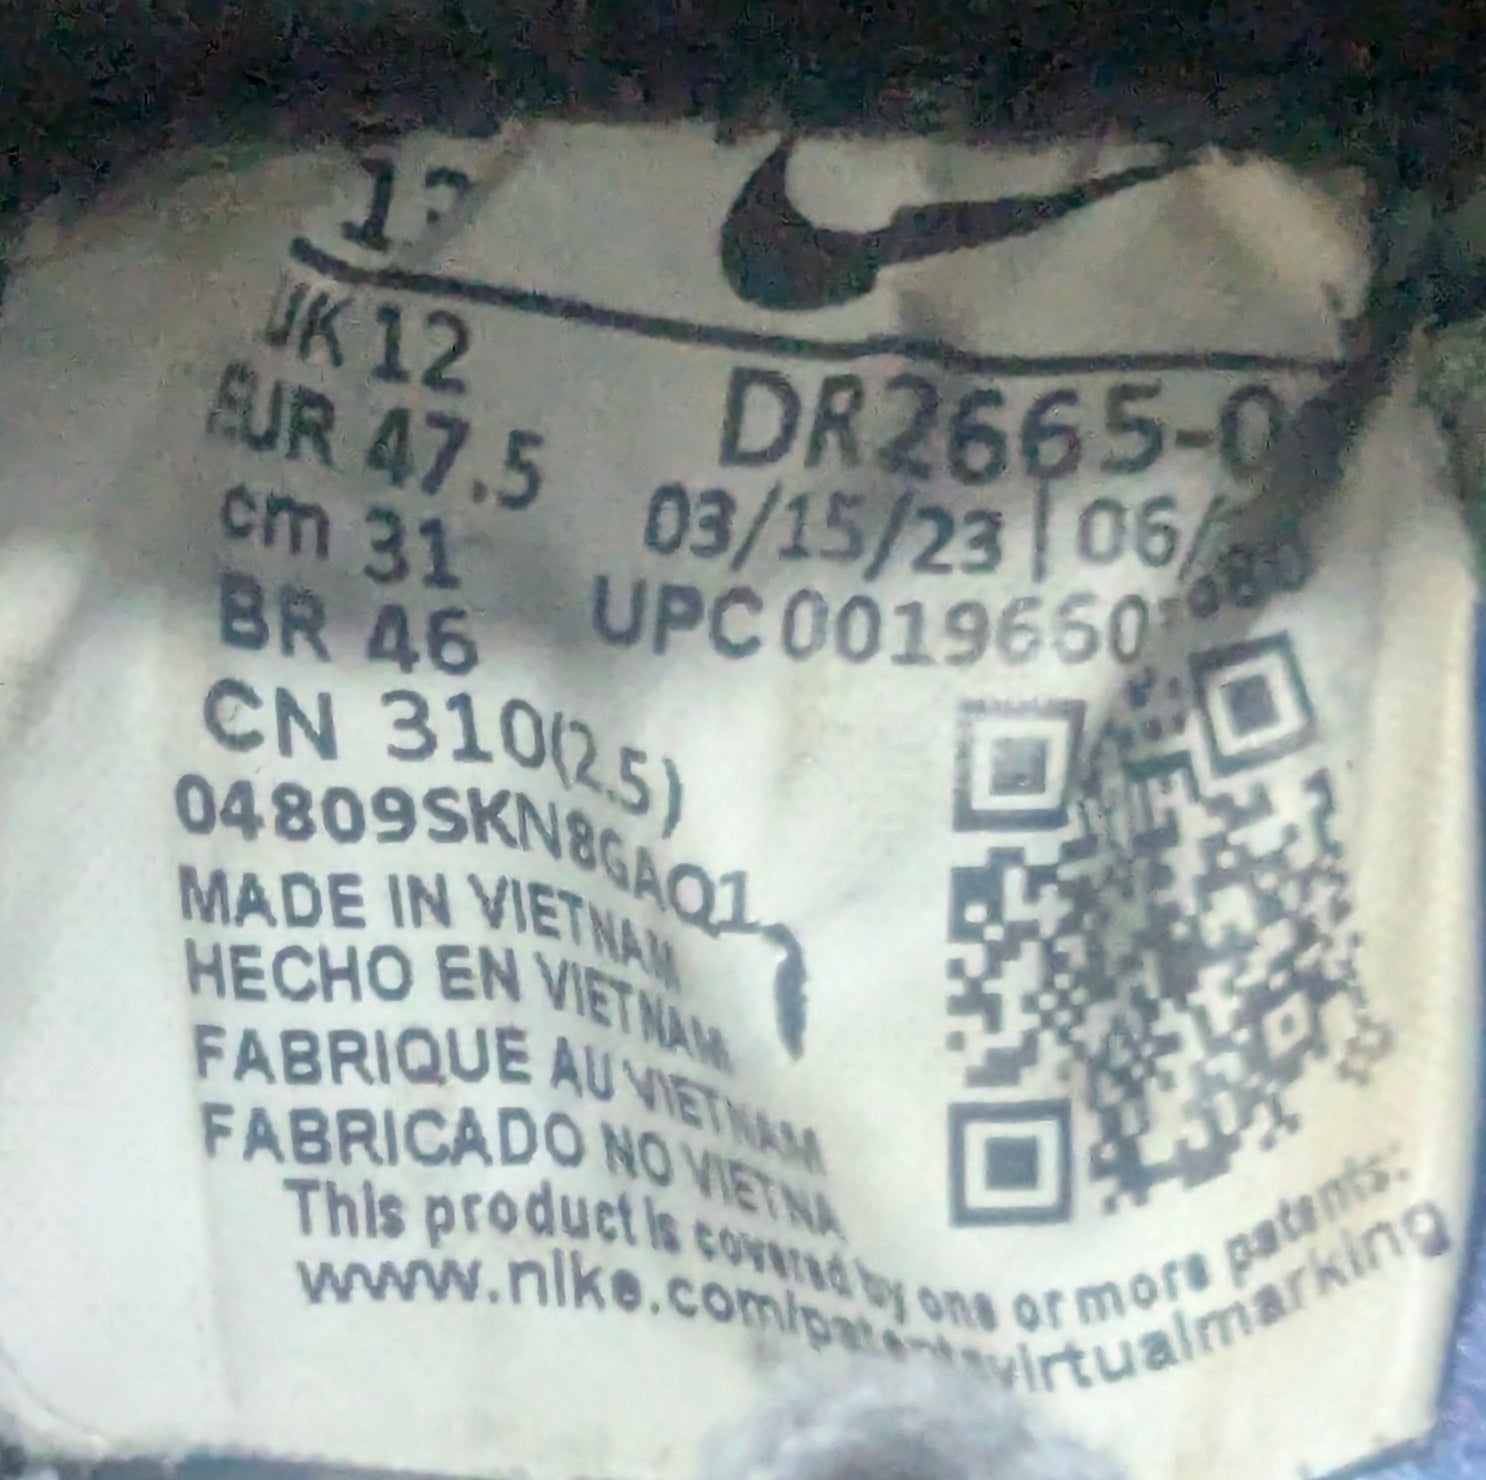 UK 12
EUR 47.5
cm 31
BR 46
CN 310(2.5)
DR2665-0
03/15/23 | 06/
UPC 0019660
04809SKN8GAQ1
MADE IN VIETNAM
HECHO EN VIETNAM
FABRIQUE AU VIETNAM
FABRICADO NO VIETNA
This product is covered by one or more patents:
www.nike.com/patentsvirtualmarking